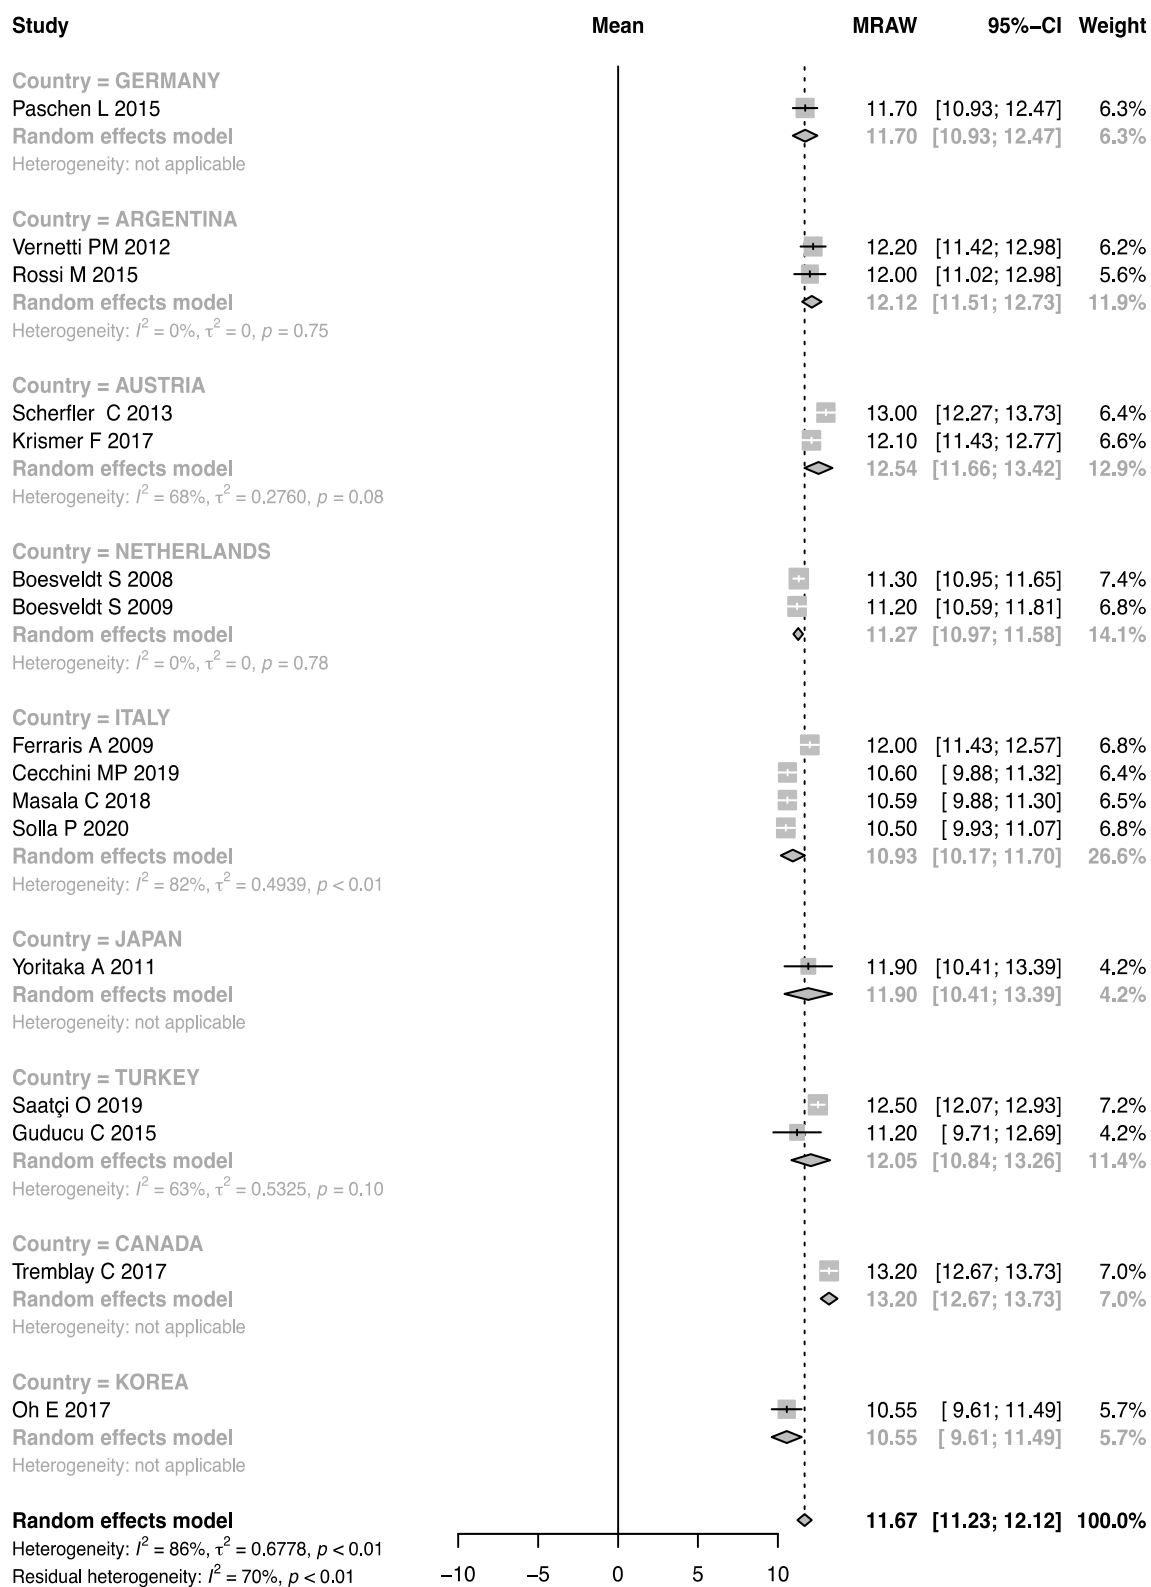 Study Mean MRAW 95%–CI Weight
Country = GERMANY
Paschen L 2015 11.70 [10.93; 12.47] 6.3%
Random effects model 11.70 [10.93; 12.47] 6.3%
Heterogeneity: not applicable
Country = ARGENTINA
Vernetti PM 2012 12.20 [11.42; 12.98] 6.2%
Rossi M 2015 12.00 [11.02; 12.98] 5.6%
Random effects model 12.12 [11.51; 12.73] 11.9%
Heterogeneity: I² = 0%, τ² = 0, p = 0.75
Country = AUSTRIA
Scherfler C 2013 13.00 [12.27; 13.73] 6.4%
Krismer F 2017 12.10 [11.43; 12.77] 6.6%
Random effects model 12.54 [11.66; 13.42] 12.9%
Heterogeneity: I² = 68%, τ² = 0.2760, p = 0.08
Country = NETHERLANDS
Boesveldt S 2008 11.30 [10.95; 11.65] 7.4%
Boesveldt S 2009 11.20 [10.59; 11.81] 6.8%
Random effects model 11.27 [10.97; 11.58] 14.1%
Heterogeneity: I² = 0%, τ² = 0, p = 0.78
Country = ITALY
Ferraris A 2009 12.00 [11.43; 12.57] 6.8%
Cecchini MP 2019 10.60 [ 9.88; 11.32] 6.4%
Masala C 2018 10.59 [ 9.88; 11.30] 6.5%
Solla P 2020 10.50 [ 9.93; 11.07] 6.8%
Random effects model 10.93 [10.17; 11.70] 26.6%
Heterogeneity: I² = 82%, τ² = 0.4939, p < 0.01
Country = JAPAN
Yoritaka A 2011 11.90 [10.41; 13.39] 4.2%
Random effects model 11.90 [10.41; 13.39] 4.2%
Heterogeneity: not applicable
Country = TURKEY
Saatçi O 2019 12.50 [12.07; 12.93] 7.2%
Guducu C 2015 11.20 [ 9.71; 12.69] 4.2%
Random effects model 12.05 [10.84; 13.26] 11.4%
Heterogeneity: I² = 63%, τ² = 0.5325, p = 0.10
Country = CANADA
Tremblay C 2017 13.20 [12.67; 13.73] 7.0%
Random effects model 13.20 [12.67; 13.73] 7.0%
Heterogeneity: not applicable
Country = KOREA
Oh E 2017 10.55 [ 9.61; 11.49] 5.7%
Random effects model 10.55 [ 9.61; 11.49] 5.7%
Heterogeneity: not applicable
Random effects model 11.67 [11.23; 12.12] 100.0%
Heterogeneity: I² = 86%, τ² = 0.6778, p < 0.01
Residual heterogeneity: I² = 70%, p < 0.01 −10 −5 0 5 10